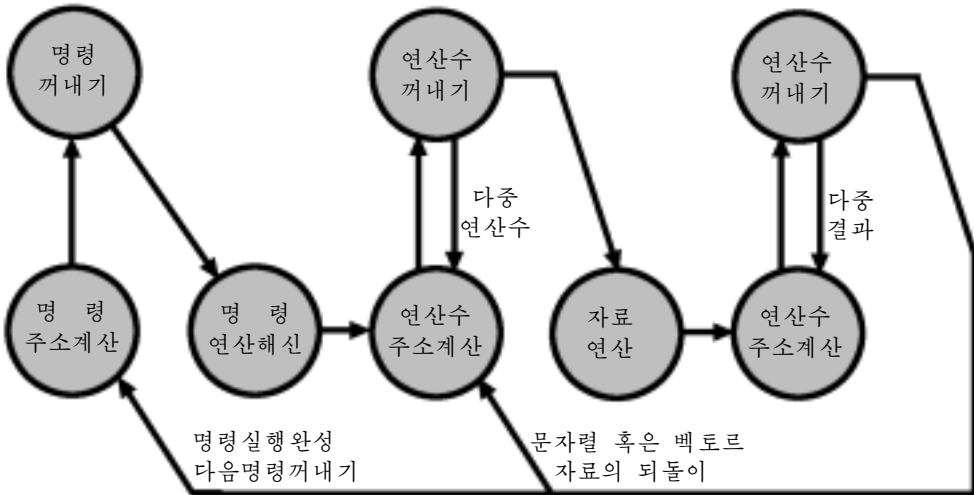 명령
꺼내기
연산수
꺼내기
연산수
꺼내기
다중
연산수
다중
결과
명 령
주소계산
명 령
연산해신
연산수
주소계산
자료
연산
연산수
주소계산
명령실행완성
다음명령꺼내기
문자렬 혹은 벡토르
자료의 되돌이